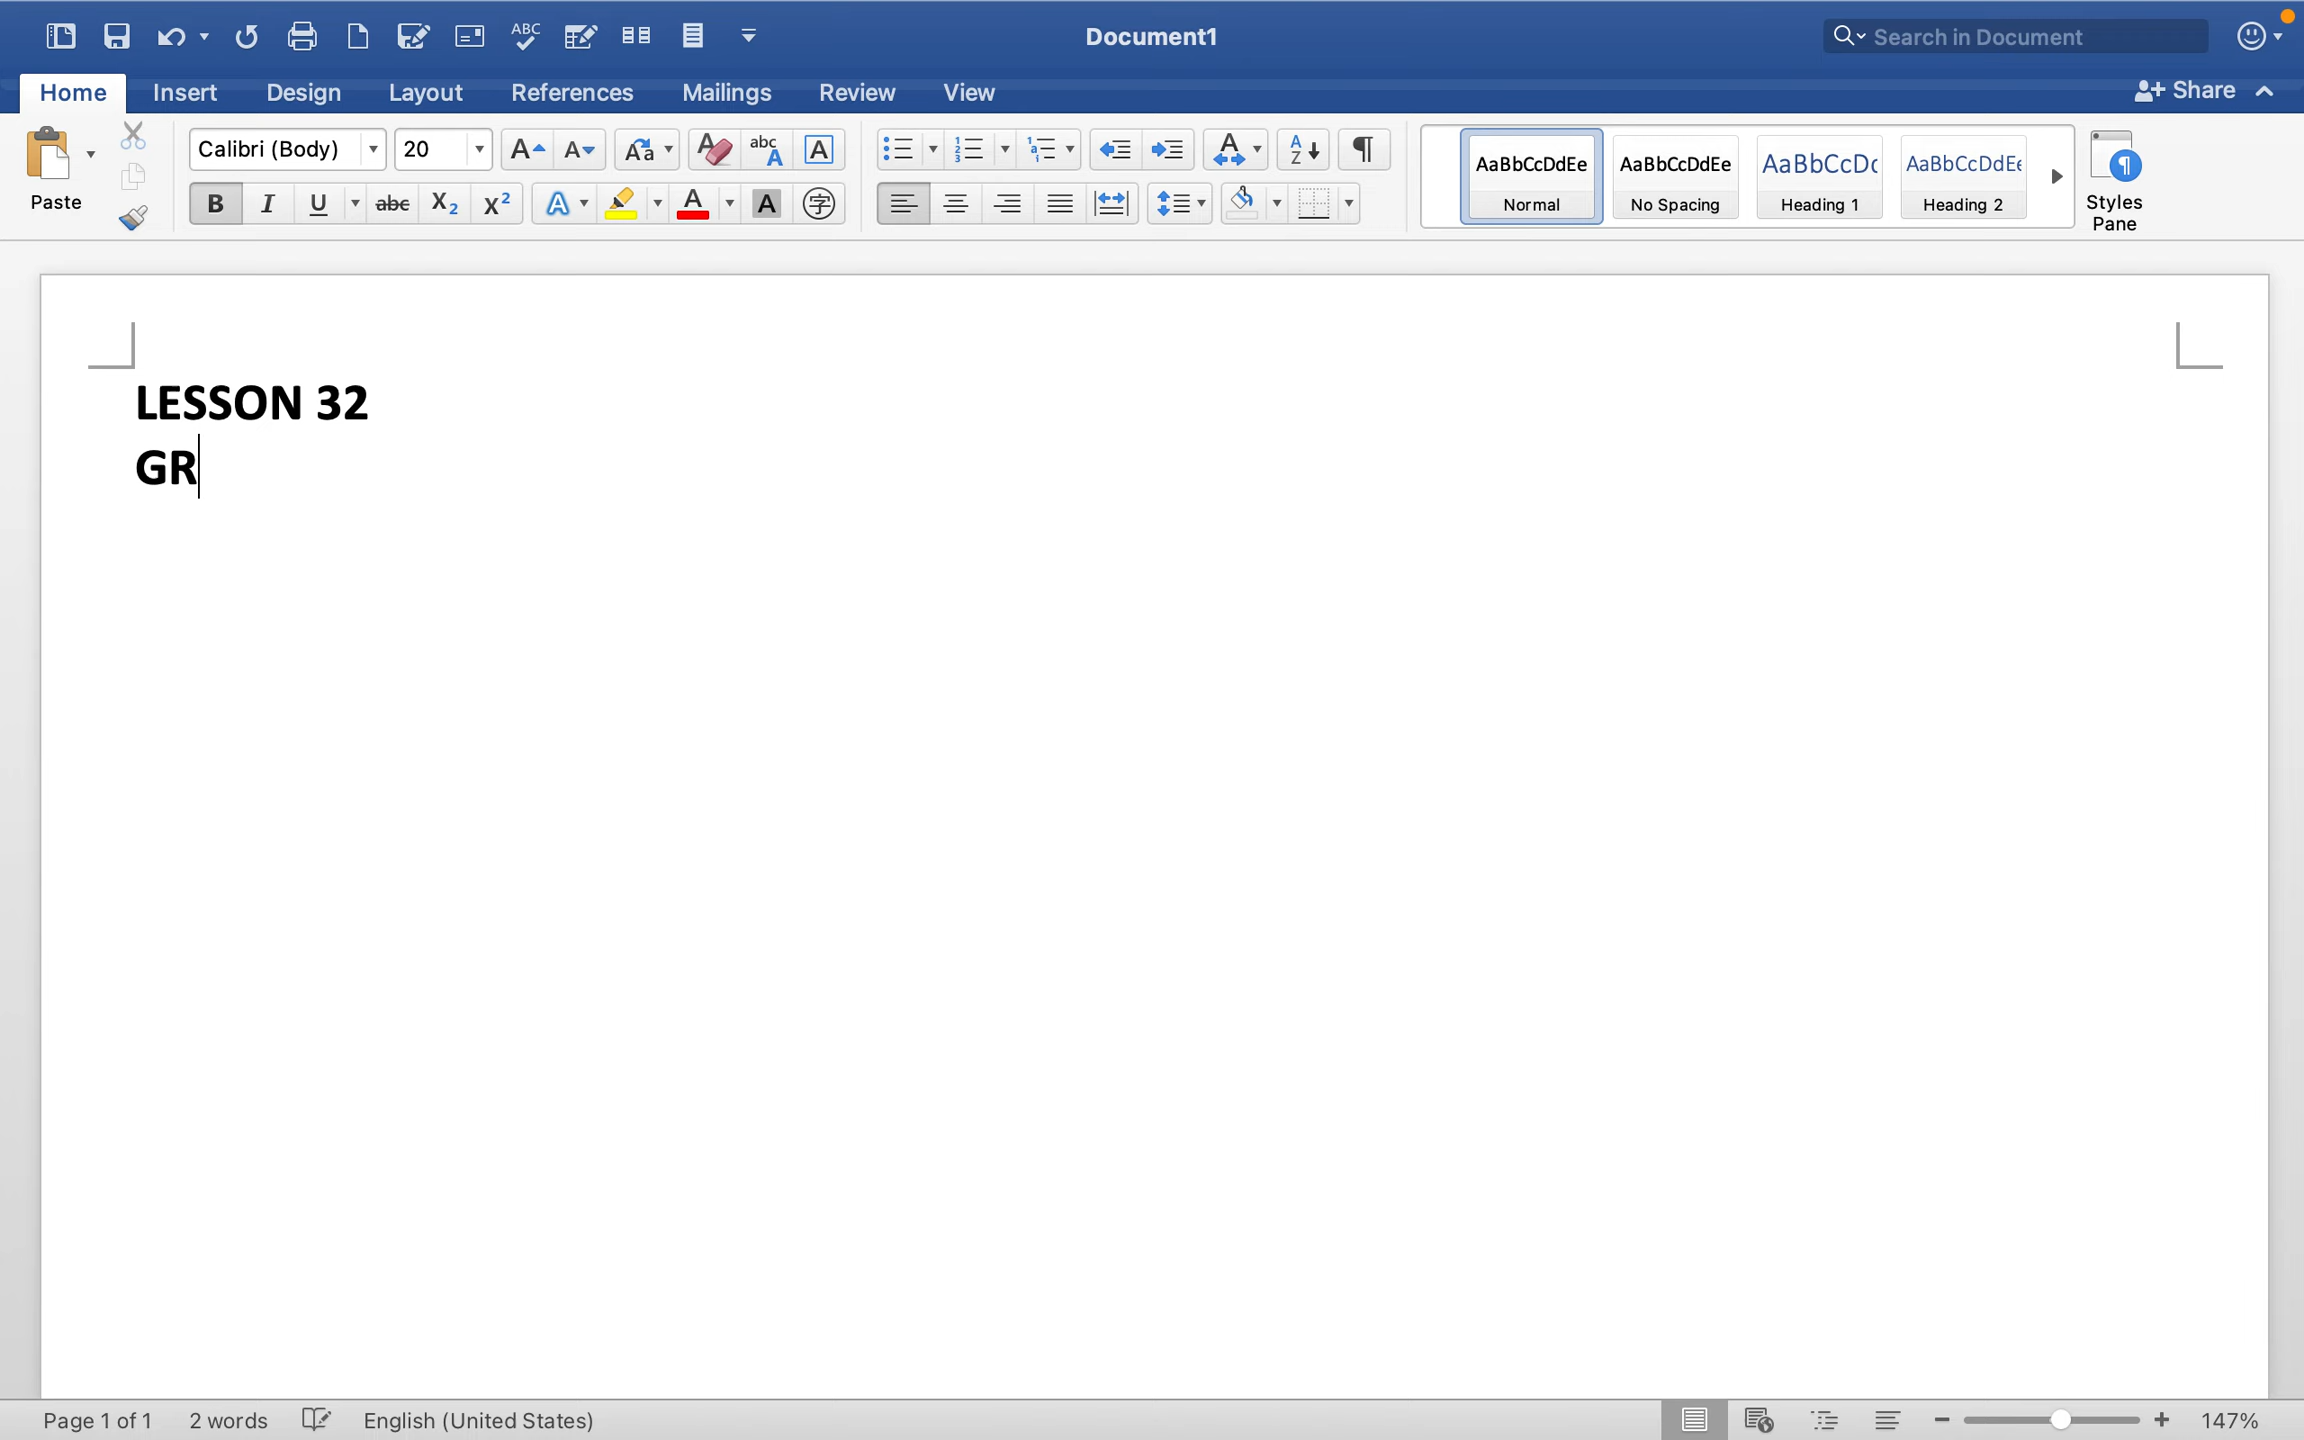 Document1
Search in Document
Home Insert Design Layout References Mailings Review View Share
Paste
Calibri (Body) 20
AaBbCcDdEe AaBbCcDdEe AaBbCcDc AaBbCcDdEe
Normal No Spacing Heading 1 Heading 2
Styles Pane
LESSON 32
GR
Page 1 of 1 2 words English (United States) 147%